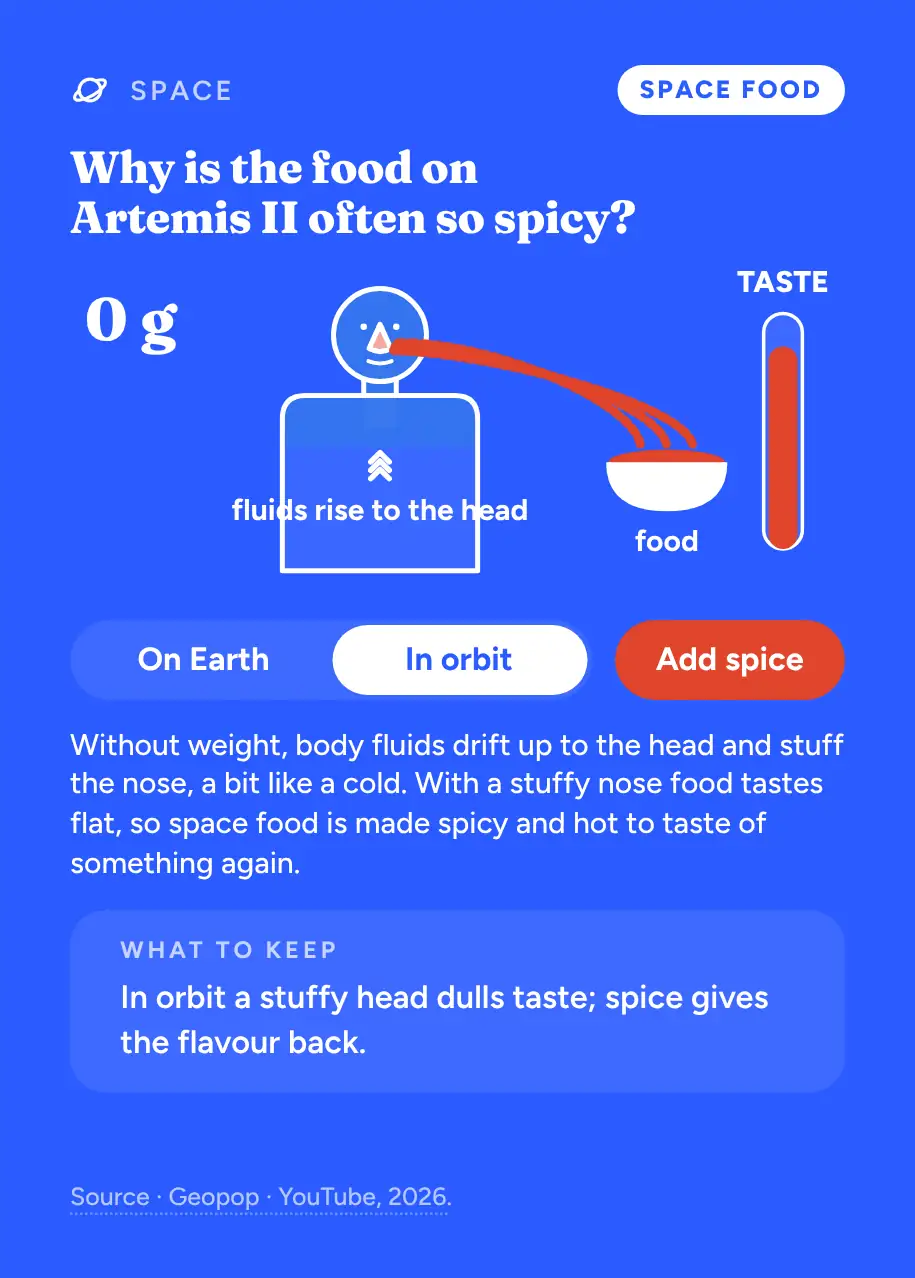 SPACE
SPACE FOOD
Why is the food on
Artemis II often so spicy?
TASTE
0 g
fluids rise to the head
food
On Earth
In orbit
Add spice
Without weight, body fluids drift up to the head and stuff
the nose, a bit like a cold. With a stuffy nose food tastes
flat, so space food is made spicy and hot to taste of
something again.
WHAT TO KEEP
In orbit a stuffy head dulls taste; spice gives
the flavour back.
Source · Geopop · YouTube, 2026.